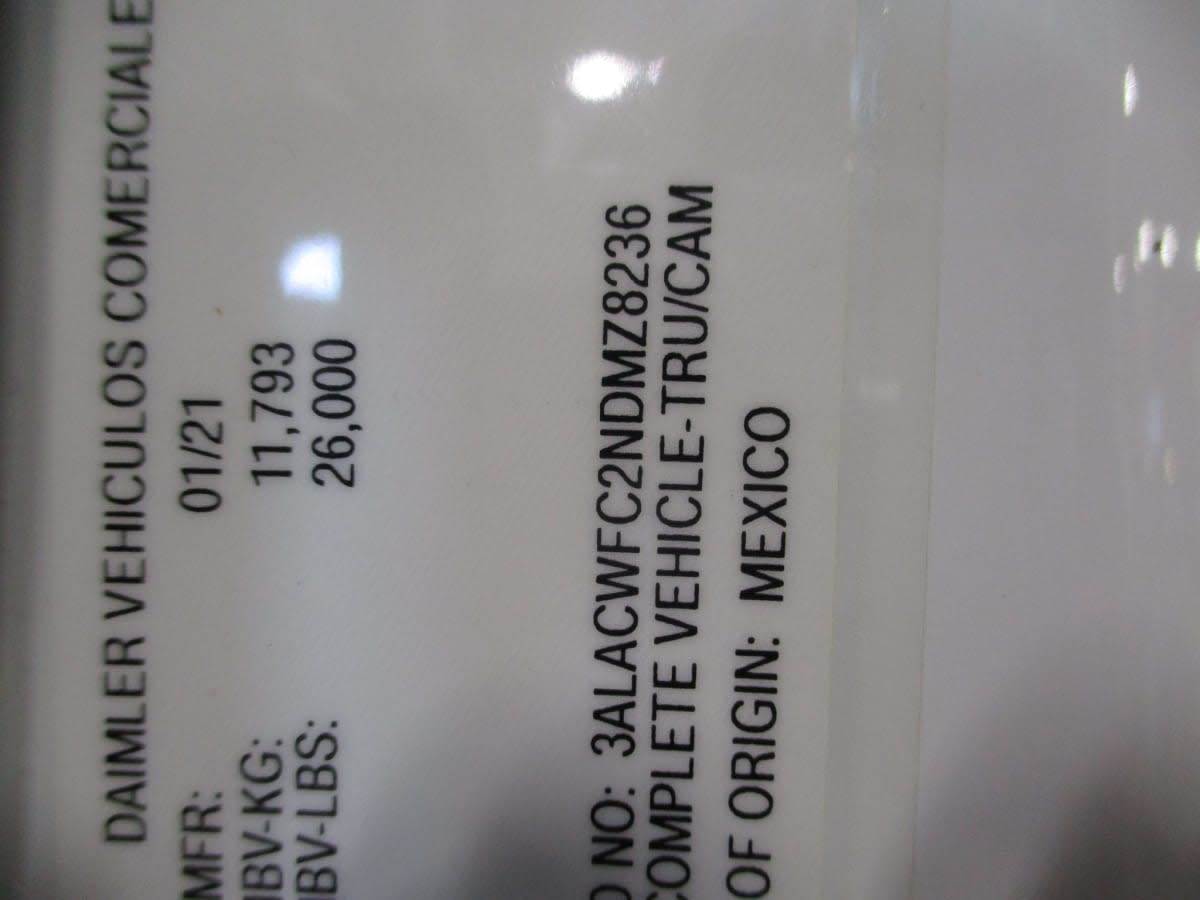 DAIMLER VEHICULOS COMERCIALE
MFR: 01/21
BV-KG: 11,793
BV-LBS: 26,000
NO: 3ALACWFC2NDMZ8236
COMPLETE VEHICLE-TRU/CAM
OF ORIGIN: MEXICO